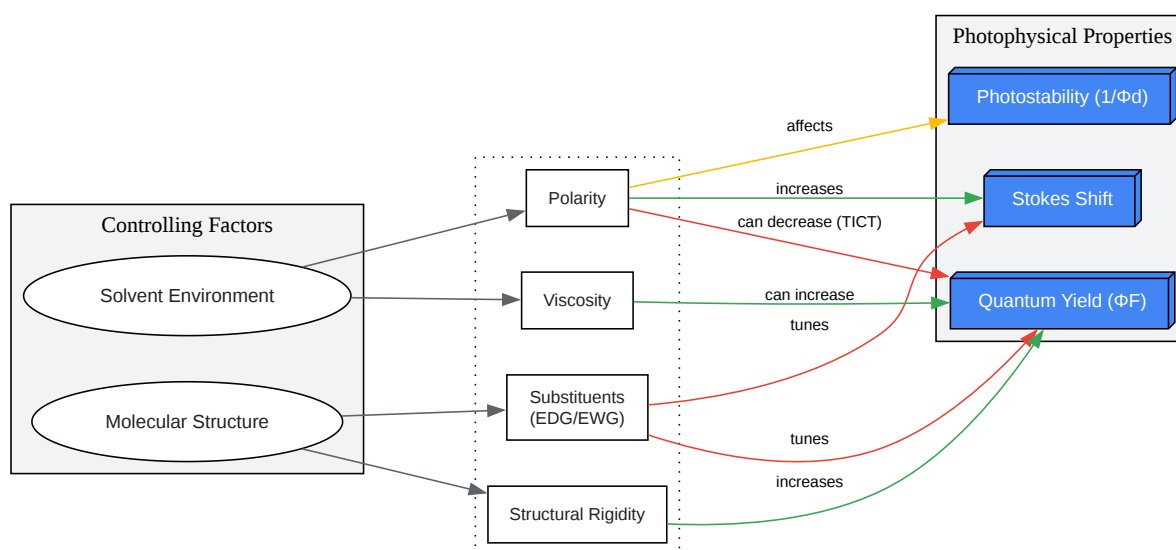 Controlling Factors
Solvent Environment
Molecular Structure
Polarity
Viscosity
Substituents
(EDG/EWG)
Structural Rigidity
affects
increases
can decrease (TICT)
can increase
tunes
tunes
increases
Photophysical Properties
Photostability (1/Φd)
Stokes Shift
Quantum Yield (ΦF)